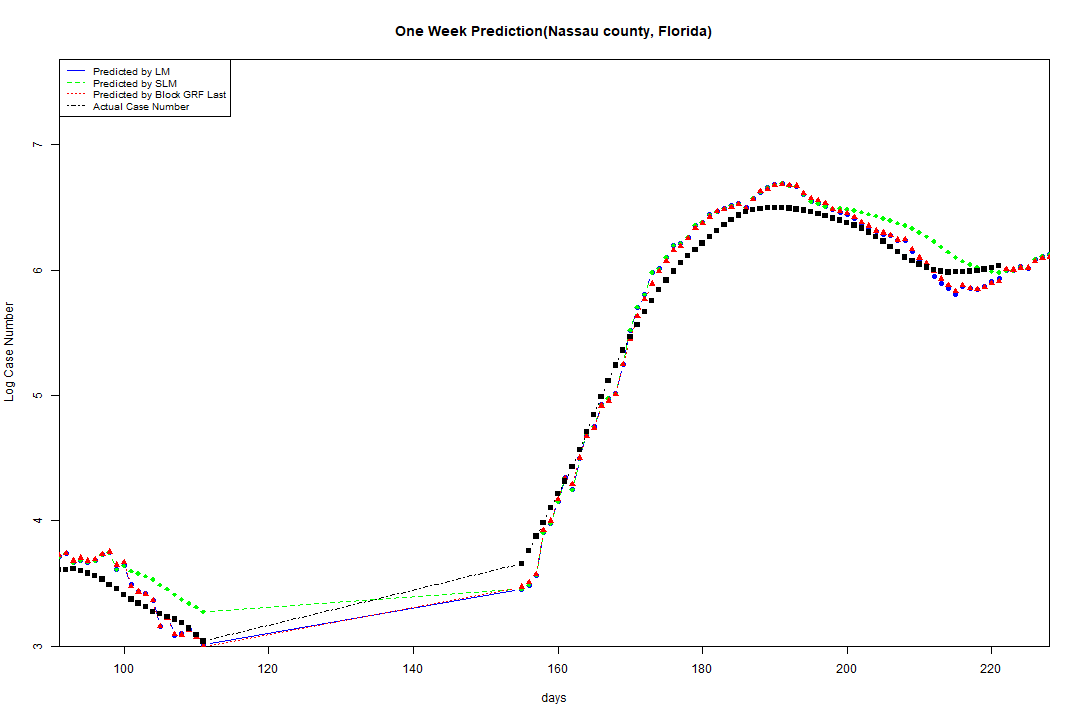 One Week Prediction(Nassau county, Florida)
Predicted by LM
Predicted by SLM
Predicted by Block GRF Last
Actual Case Number
7
6
5
4
3
Log Case Number
100 120 140 160 180 200 220
days